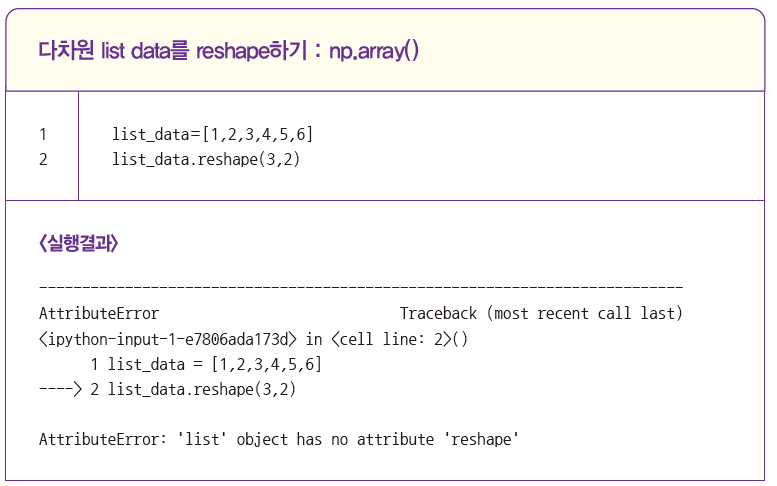 다차원 list data를 reshape하기 : np.array()
1 list_data=[1,2,3,4,5,6]
2 list_data.reshape(3,2)
<실행결과>
---------------------------------------------------------------------------
AttributeError                            Traceback (most recent call last)
<ipython-input-1-e7806ada173d> in <cell line: 2>()
      1 list_data = [1,2,3,4,5,6]
----> 2 list_data.reshape(3,2)
AttributeError: 'list' object has no attribute 'reshape'